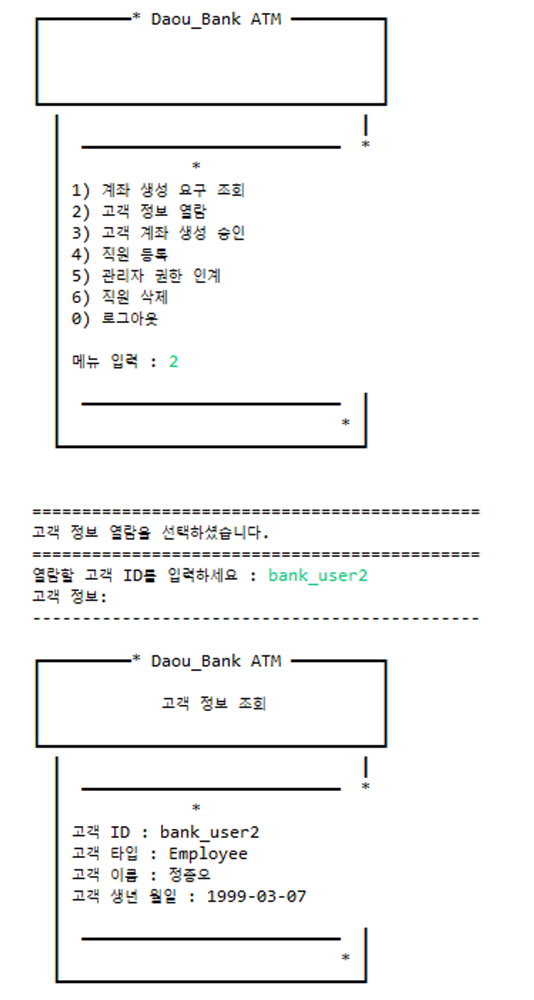 * Daou_Bank ATM
*
*
1) 계좌 생성 요구 조회
2) 고객 정보 열람
3) 고객 계좌 생성 승인
4) 직원 등록
5) 관리자 권한 인계
6) 직원 삭제
0) 로그아웃
메뉴 입력 : 2
*
=============================================
고객 정보 열람을 선택하셨습니다.
=============================================
열람할 고객 ID를 입력하세요 : bank_user2
고객 정보:
---------------------------------------------
* Daou_Bank ATM
고객 정보 조회
*
*
고객 ID : bank_user2
고객 타입 : Employee
고객 이름 : 정종오
고객 생년 월일 : 1999-03-07
*